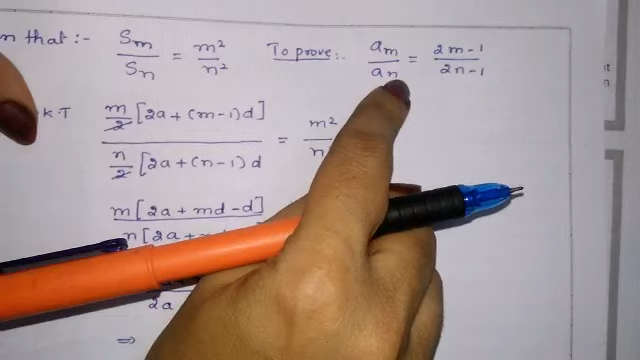 n that :- Sm/Sn = m²/n² To prove :- am/an = 2m-1/2n-1
K.T m/2 [2a + (m-1)d] / n/2 [2a + (n-1)d = m²/n
m[2a + md - d] / n[2a +
2a
⇒